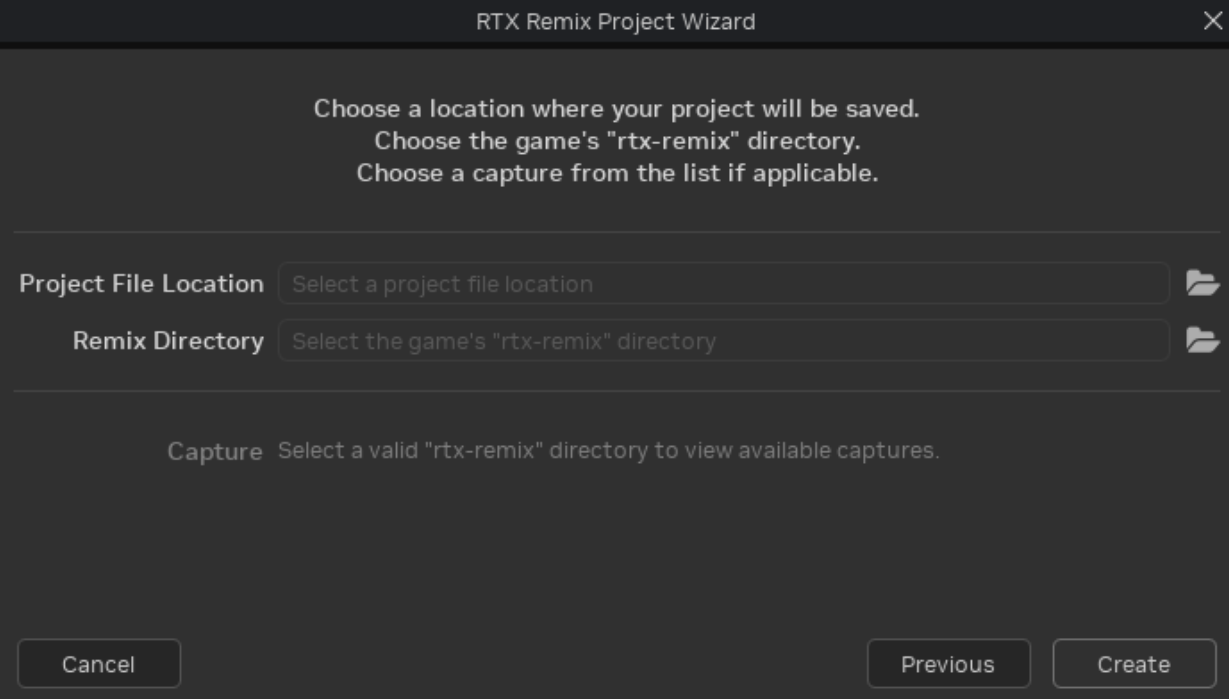 RTX Remix Project Wizard
Choose a location where your project will be saved.
Choose the game's "rtx-remix" directory.
Choose a capture from the list if applicable.
Project File Location Select a project file location
Remix Directory Select the game's "rtx-remix" directory
Capture Select a valid "rtx-remix" directory to view available captures.
Cancel Previous Create